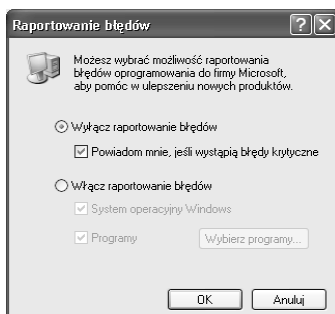 Raportowanie błędów
Możesz wybrać możliwość raportowania
błędów oprogramowania do firmy Microsoft,
aby pomóc w ulepszeniu nowych produktów.
Wyłącz raportowanie błędów
Powiadom mnie, jeśli wystąpią błędy krytyczne
Włącz raportowanie błędów
System operacyjny Windows
Programy
Wybierz programy...
OK
Anuluj